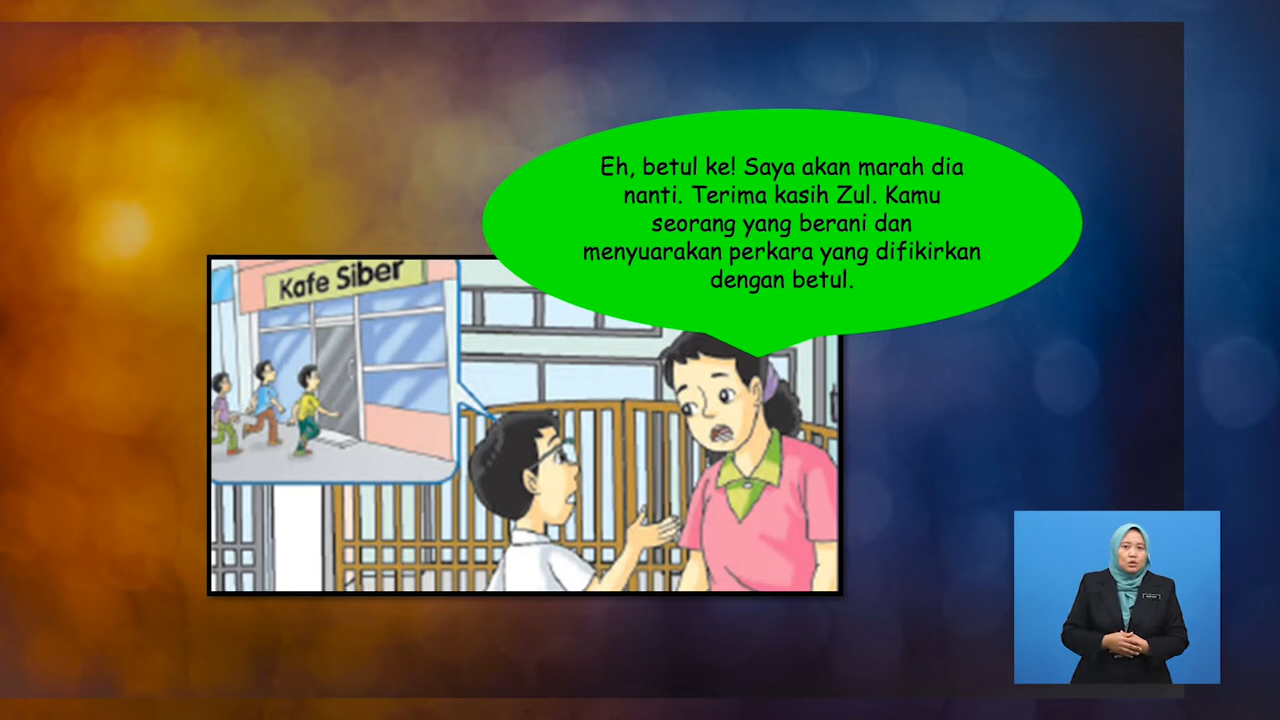 Eh, betul ke! Saya akan marah dia
nanti. Terima kasih Zul. Kamu
seorang yang berani dan
menyuarakan perkara yang difikirkan
dengan betul.
Kafe Siber